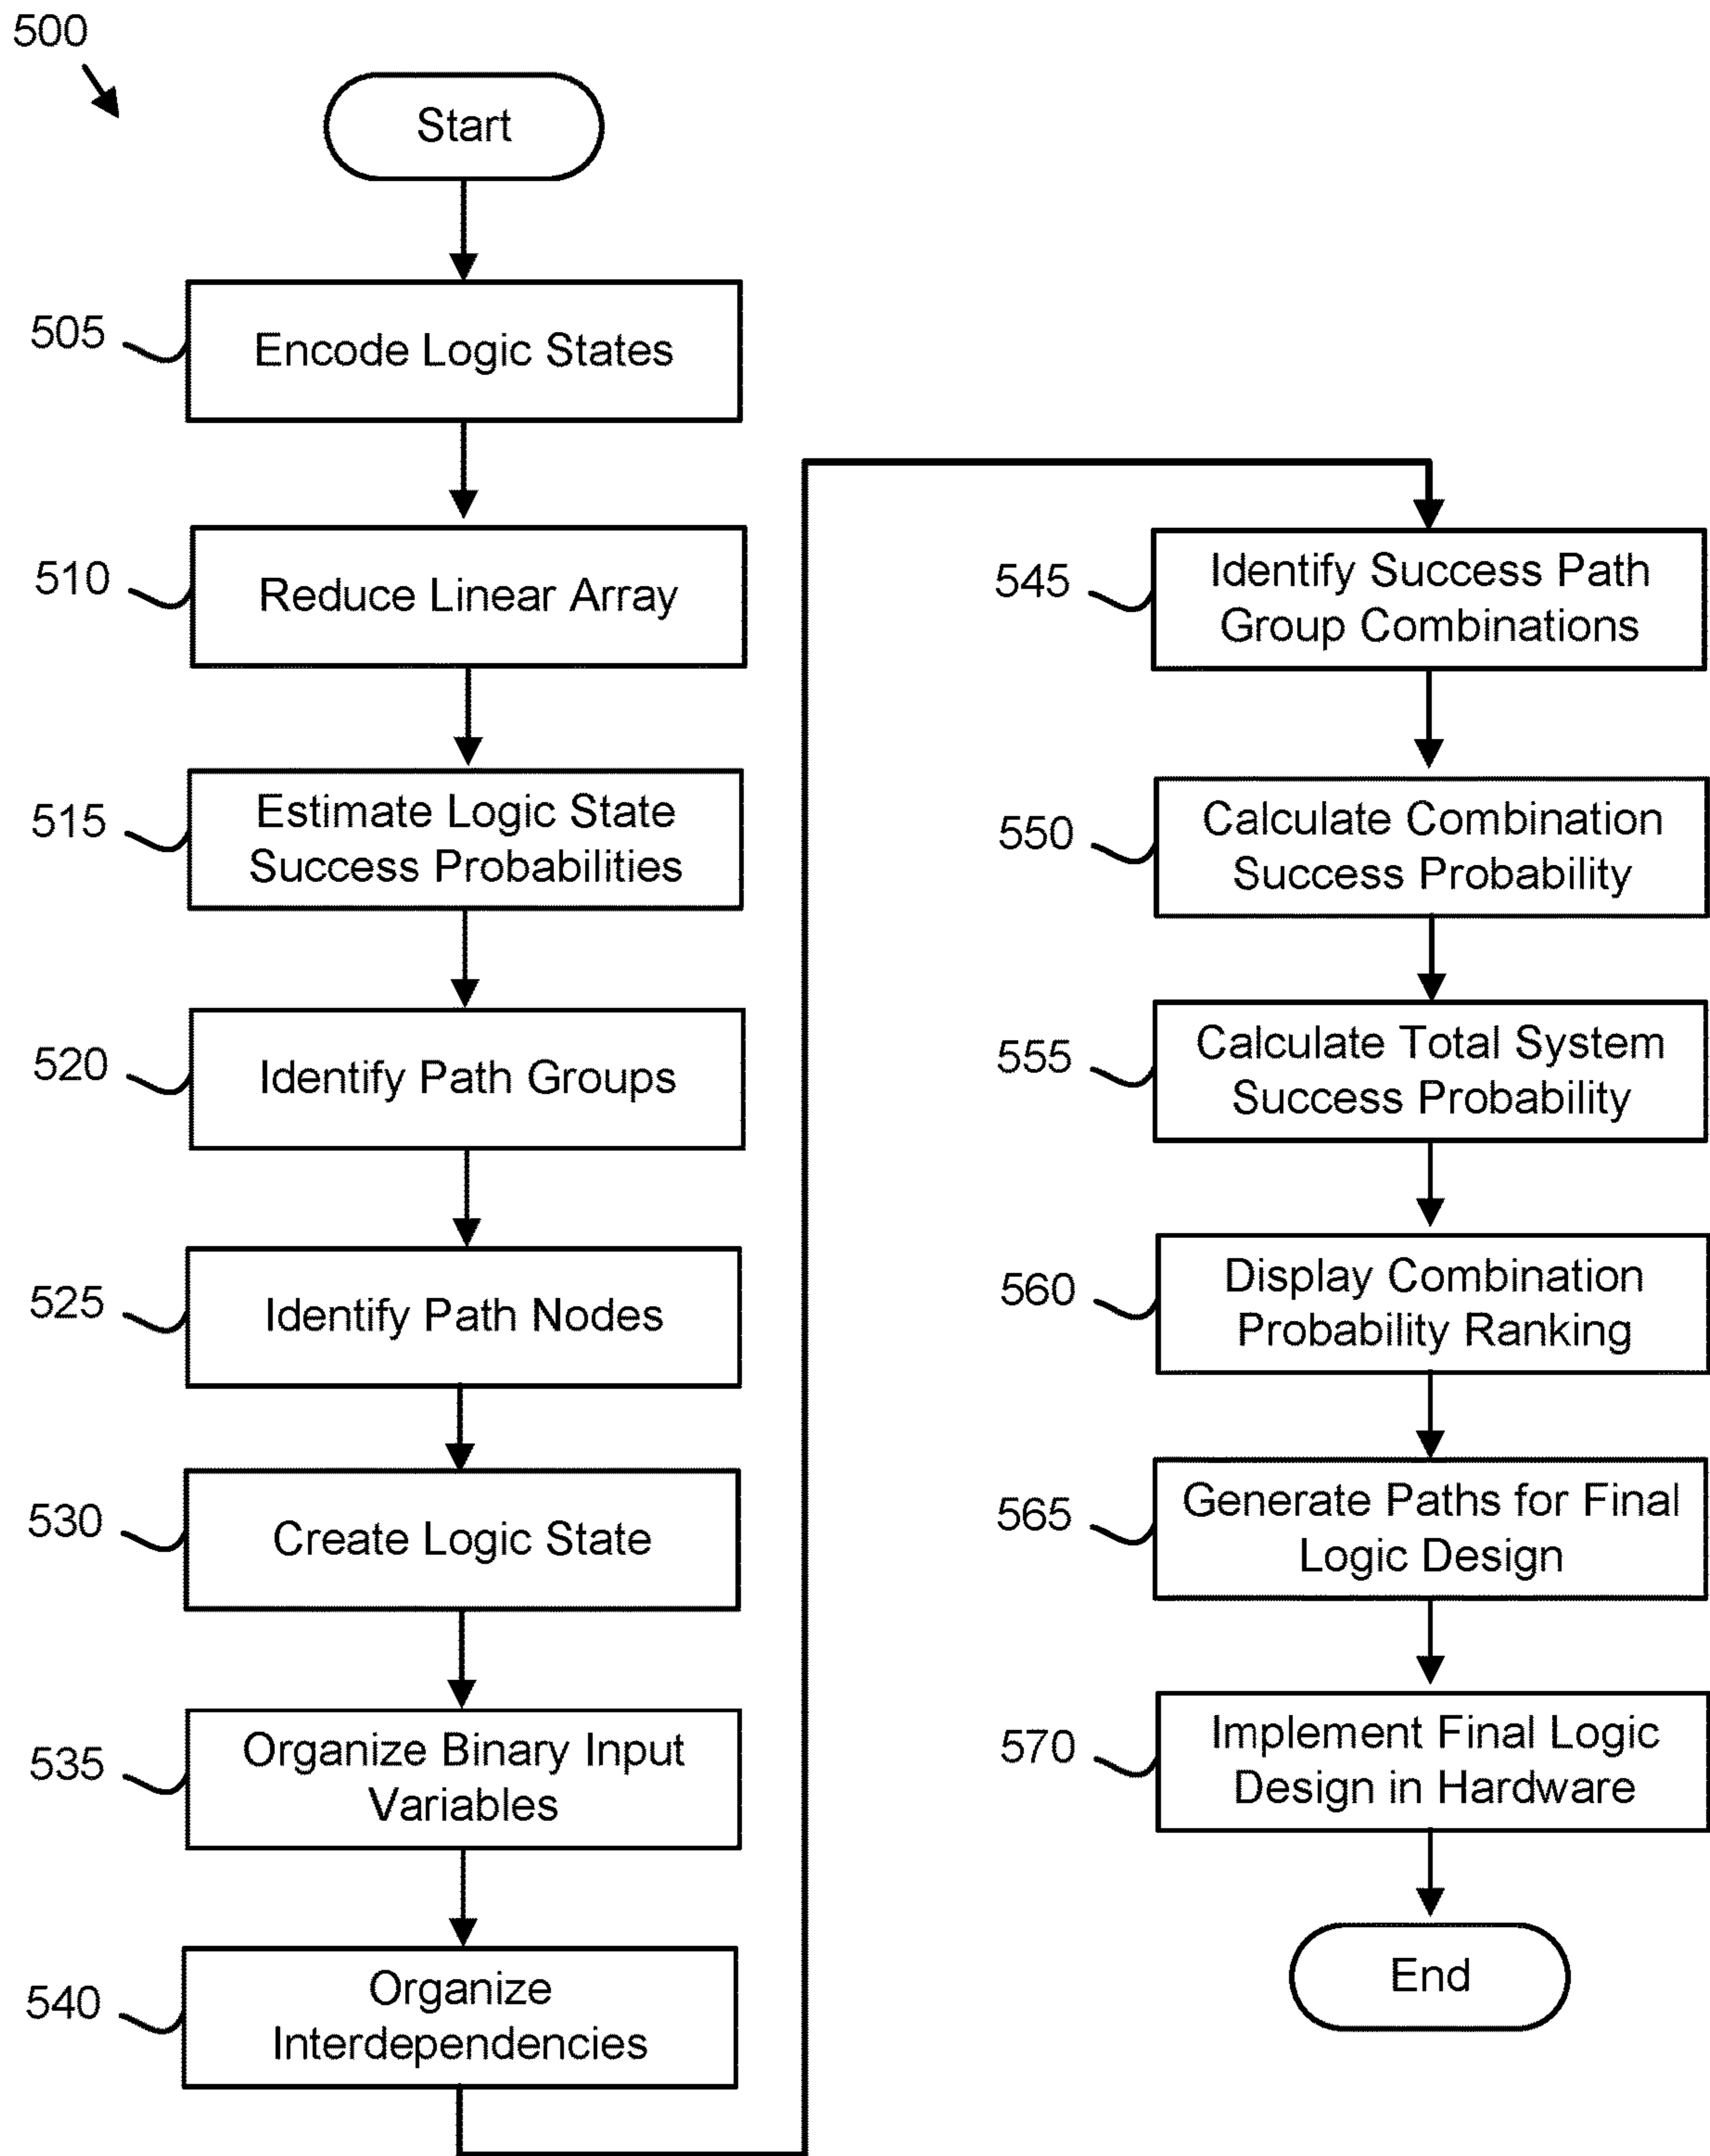 500
Start
505
Encode Logic States
510
Reduce Linear Array
515
Estimate Logic State
Success Probabilities
520
Identify Path Groups
525
Identify Path Nodes
530
Create Logic State
535
Organize Binary Input
Variables
540
Organize
Interdependencies
545
Identify Success Path
Group Combinations
550
Calculate Combination
Success Probability
555
Calculate Total System
Success Probability
560
Display Combination
Probability Ranking
565
Generate Paths for Final
Logic Design
570
Implement Final Logic
Design in Hardware
End